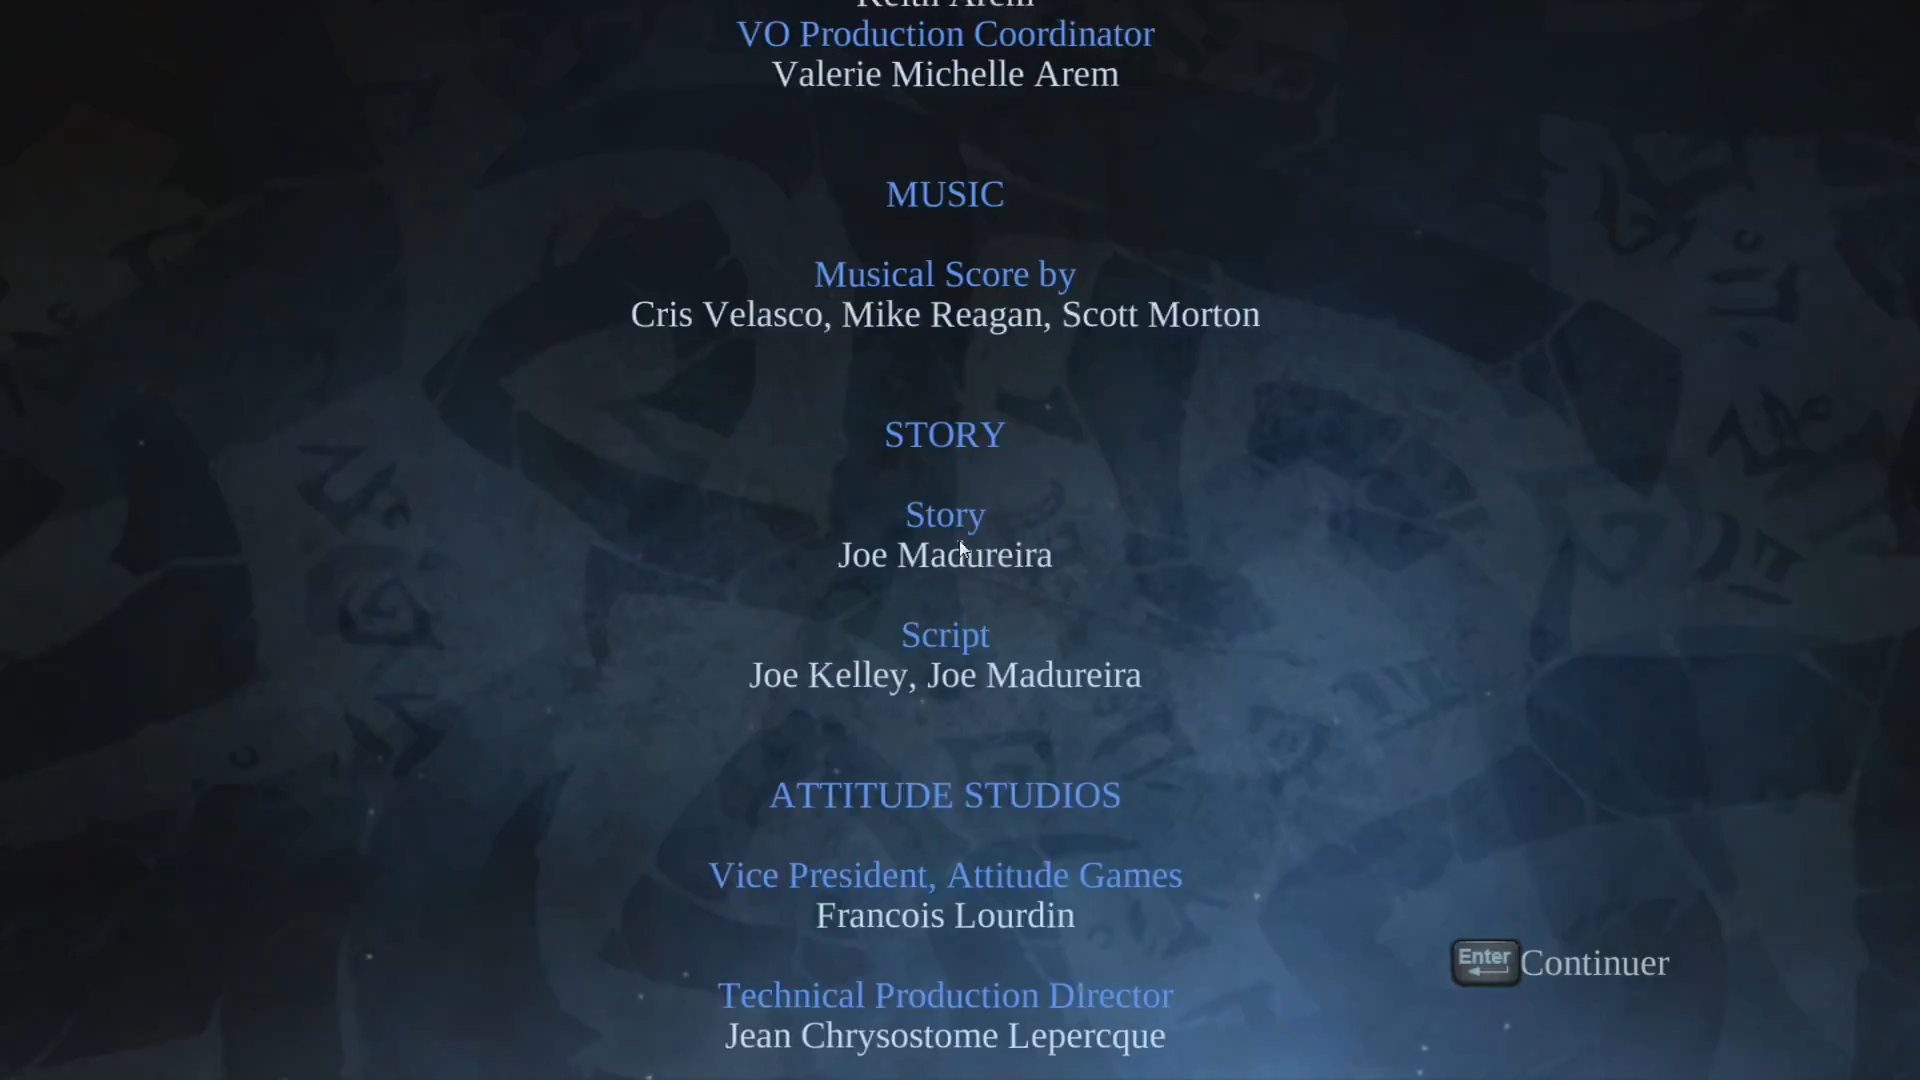 Keith Arem
VO Production Coordinator
Valerie Michelle Arem
MUSIC
Musical Score by
Cris Velasco, Mike Reagan, Scott Morton
STORY
Story
Joe Madureira
Script
Joe Kelley, Joe Madureira
ATTITUDE STUDIOS
Vice President, Attitude Games
Francois Lourdin
Technical Production Director
Jean Chrysostome Lepercque
Enter Continuer